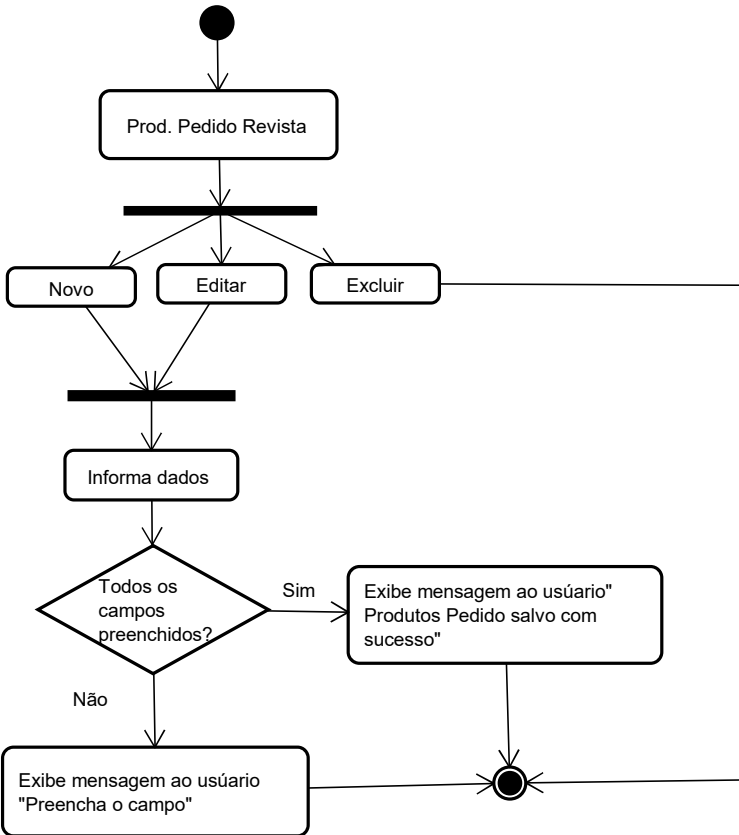 Prod. Pedido Revista
Novo
Editar
Excluir
Informa dados
Todos os
campos
preenchidos?
Sim
Exibe mensagem ao usúario"
Produtos Pedido salvo com
sucesso"
Não
Exibe mensagem ao usúario
"Preencha o campo"